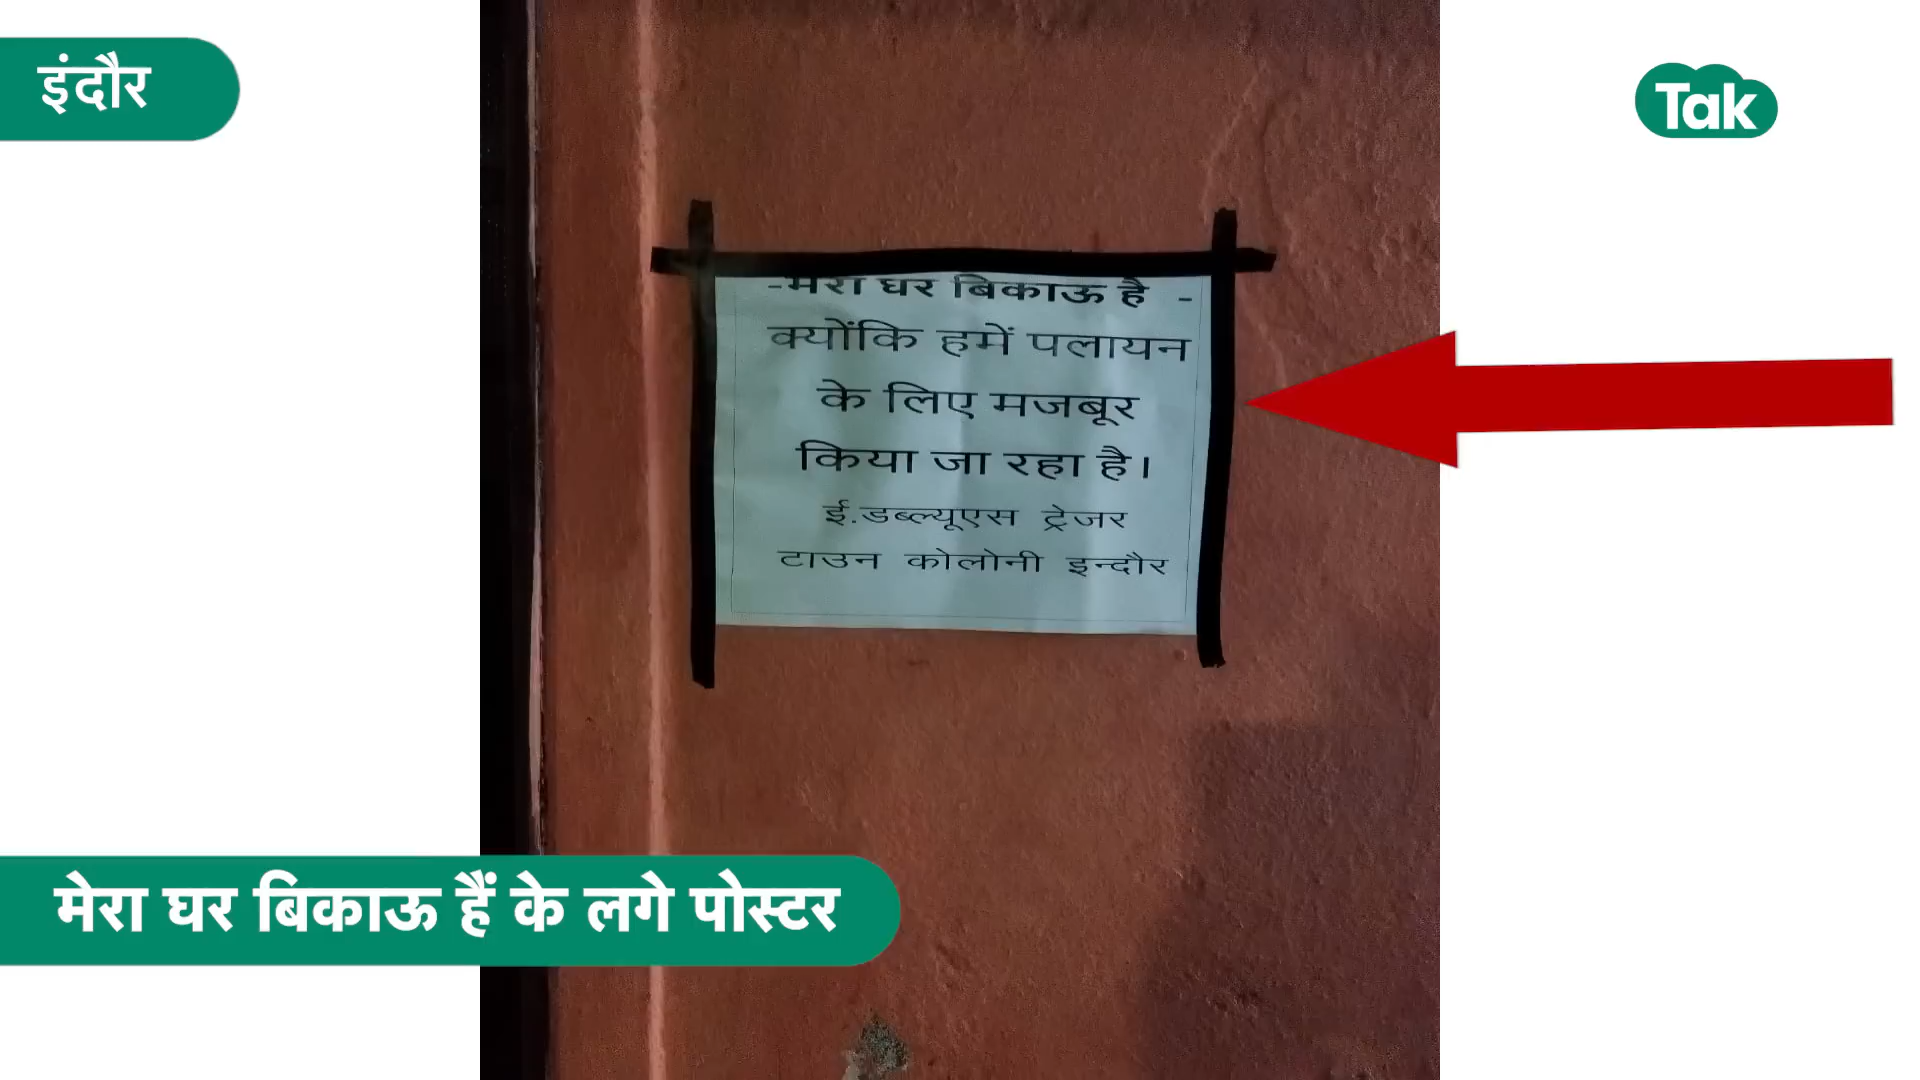 इंदौर
Tak
-मेरा घर बिकाऊ है -
क्योंकि हमें पलायन
के लिए मजबूर
किया जा रहा है।
ई.डब्ल्यूएस ट्रेजर
टाउन कोलोनी इन्दौर
मेरा घर बिकाऊ हैं के लगे पोस्टर